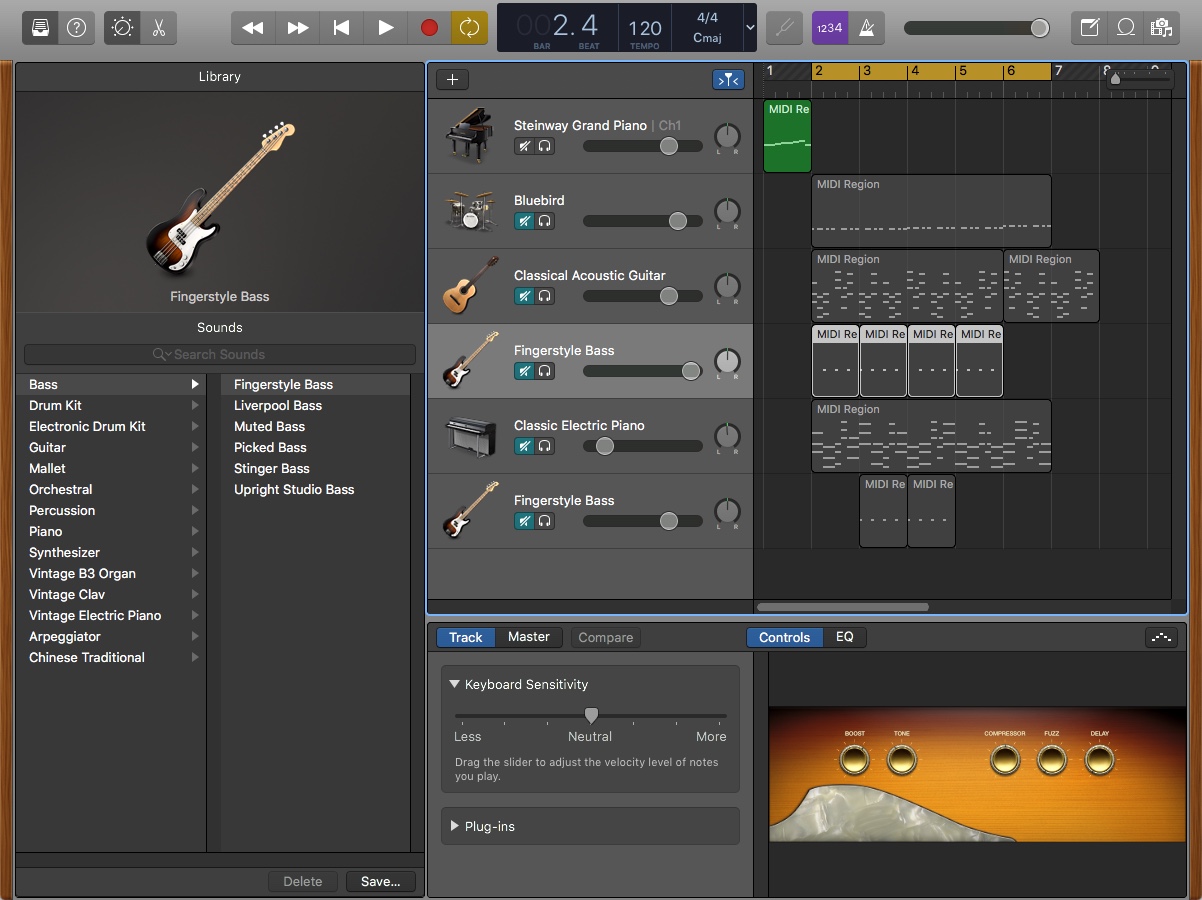 002.4
BAR BEAT
120
TEMPO
4/4
Cmaj
1234
Library
Fingerstyle Bass
Sounds
Search Sounds
Bass
Drum Kit
Electronic Drum Kit
Guitar
Mallet
Orchestral
Percussion
Piano
Synthesizer
Vintage B3 Organ
Vintage Clav
Vintage Electric Piano
Arpeggiator
Chinese Traditional
Fingerstyle Bass
Liverpool Bass
Muted Bass
Picked Bass
Stinger Bass
Upright Studio Bass
Delete
Save...
1 2 3 4 5 6 7 8
Steinway Grand Piano | Ch1
L R
MIDI Re
Bluebird
L R
MIDI Region
Classical Acoustic Guitar
L R
MIDI Region
MIDI Region
Fingerstyle Bass
L R
MIDI Re
MIDI Re
MIDI Re
MIDI Re
Classic Electric Piano
L R
MIDI Region
Fingerstyle Bass
L R
MIDI Re
MIDI Re
Track
Master
Compare
Controls
EQ
Keyboard Sensitivity
Less
Neutral
More
Drag the slider to adjust the velocity level of notes
you play.
Plug-ins
BOOST
TONE
COMPRESSOR
FUZZ
DELAY